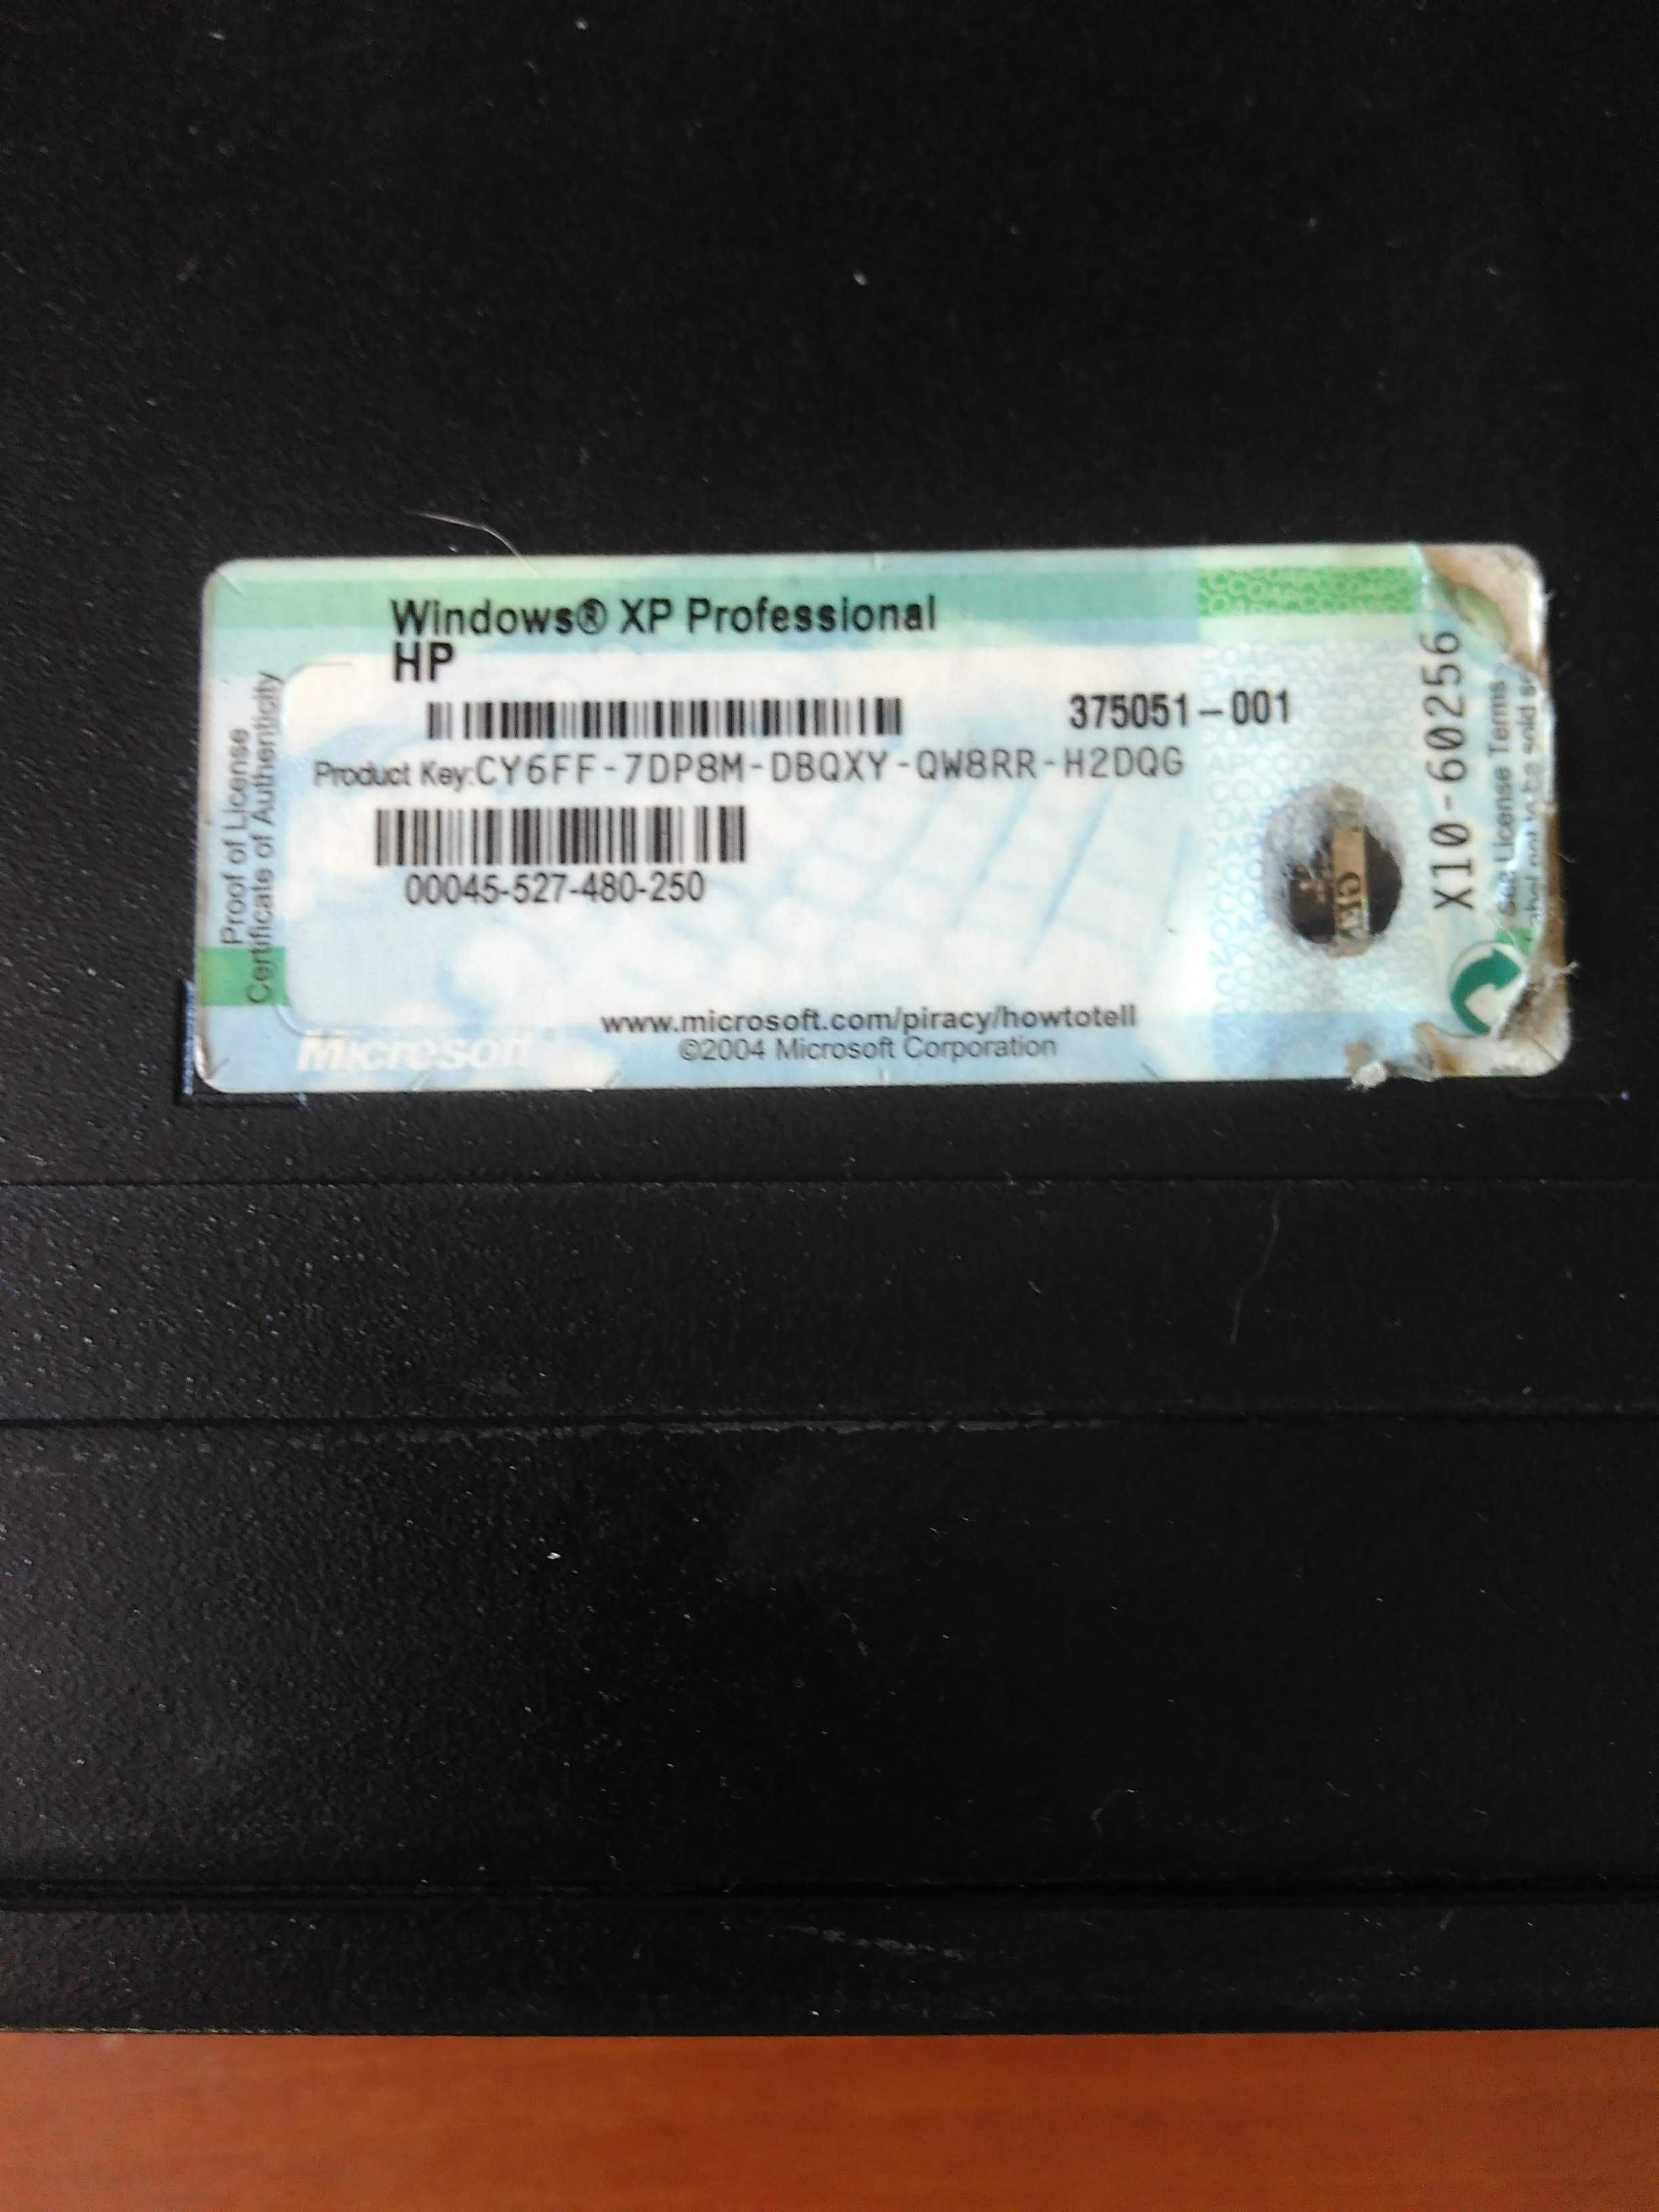 Windows® XP Professional
HP
375051-001
Product Key:CY6FF-7DP8M-DBQXY-QW8RR-H2DQG
00045-527-480-250
www.microsoft.com/piracy/howtotell
©2004 Microsoft Corporation
Microsoft
Proof of License
Certificate of Authenticity
X10-60256
License Terms
sold